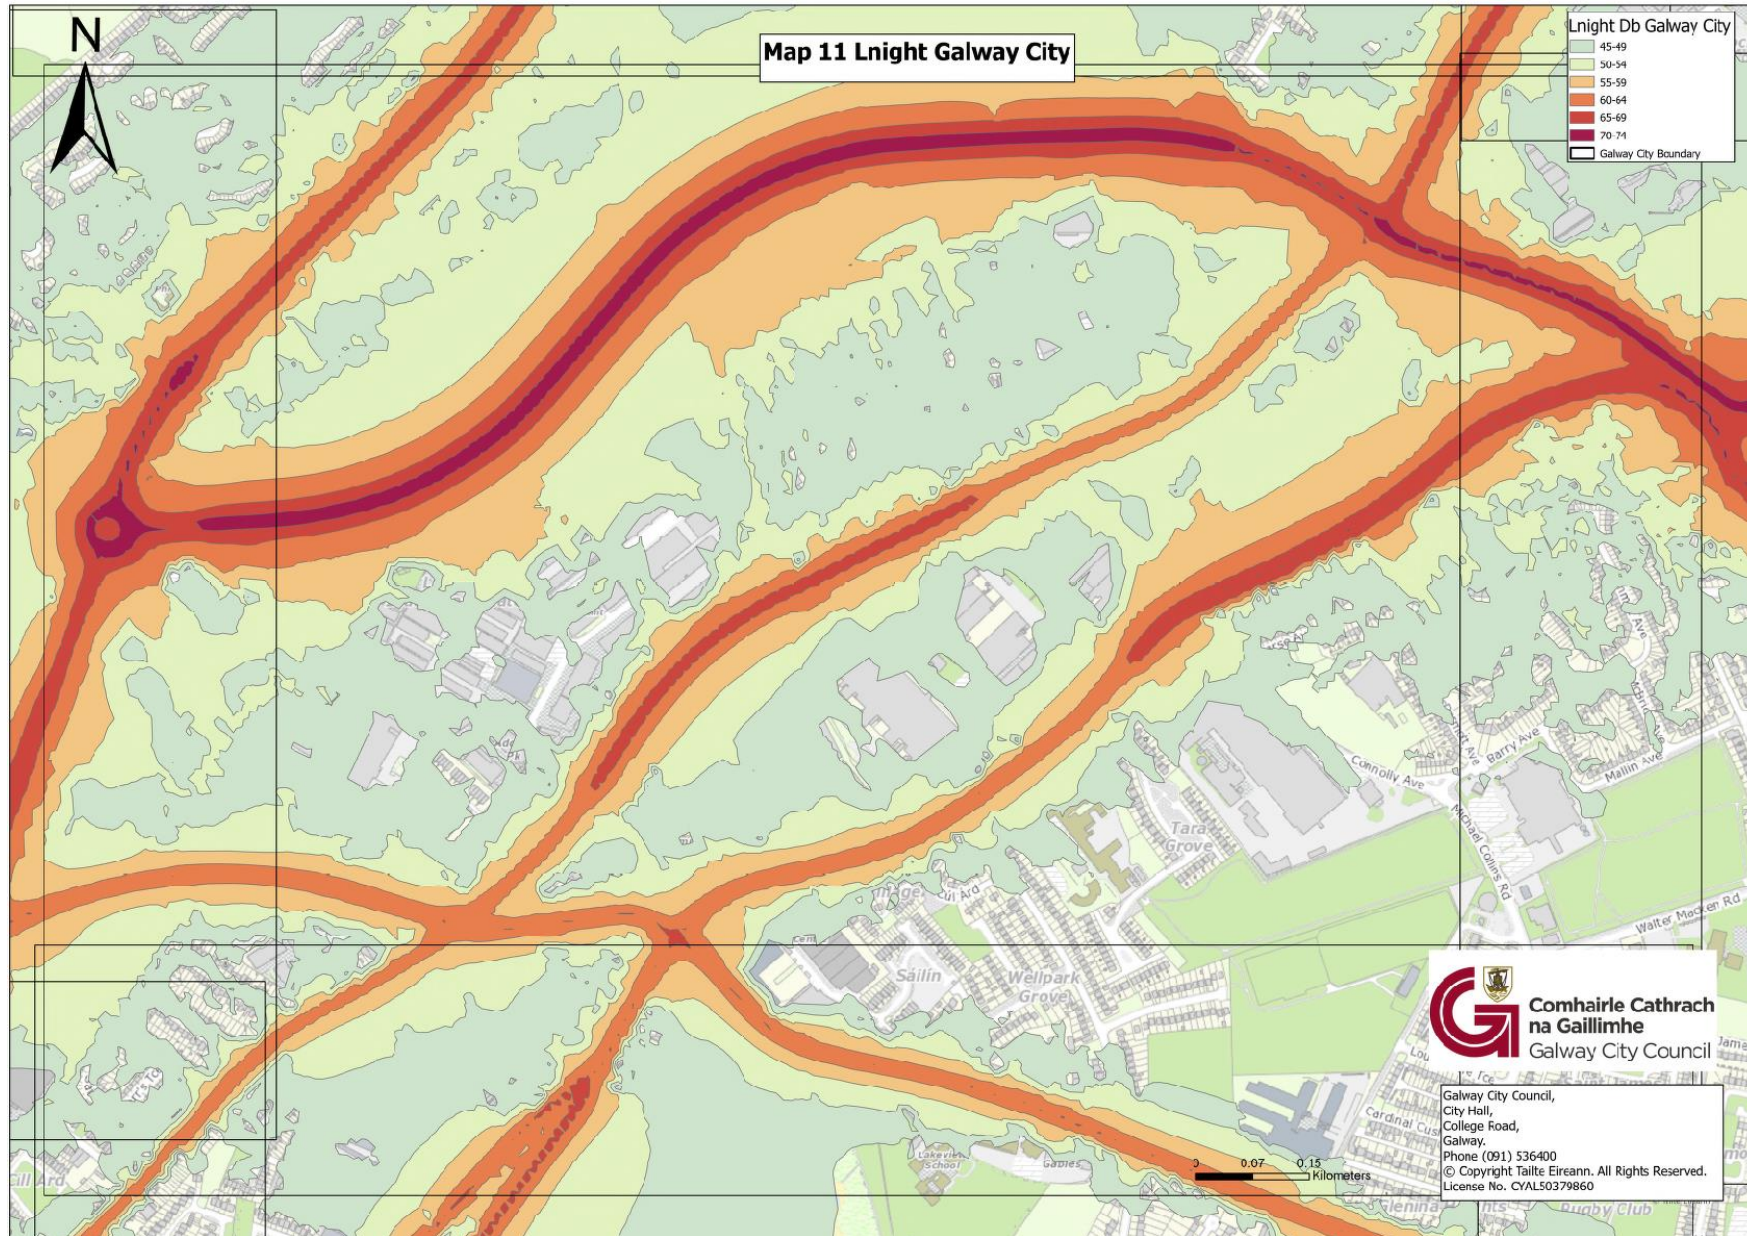 N
Map 11 Lnight Galway City
Lnight Db Galway City
45-49
50-54
55-59
60-64
65-69
70-74
Galway City Boundary
Ave
Barry Ave
Mallin Ave
Connolly Ave
Michael Collins Rd
Walter Macken Rd
Tara
Grove
Cúl Ard
Sáilín
Wellpark
Grove
Comhairle Cathrach
na Gaillimhe
Galway City Council
Galway City Council,
City Hall,
College Road,
Galway.
Phone (091) 536400
© Copyright Tailte Eireann. All Rights Reserved.
License No. CYAL50379860
0.07
0.15
Kilometers
Lakeview
School
Gables
Cardinal
Rugby Club